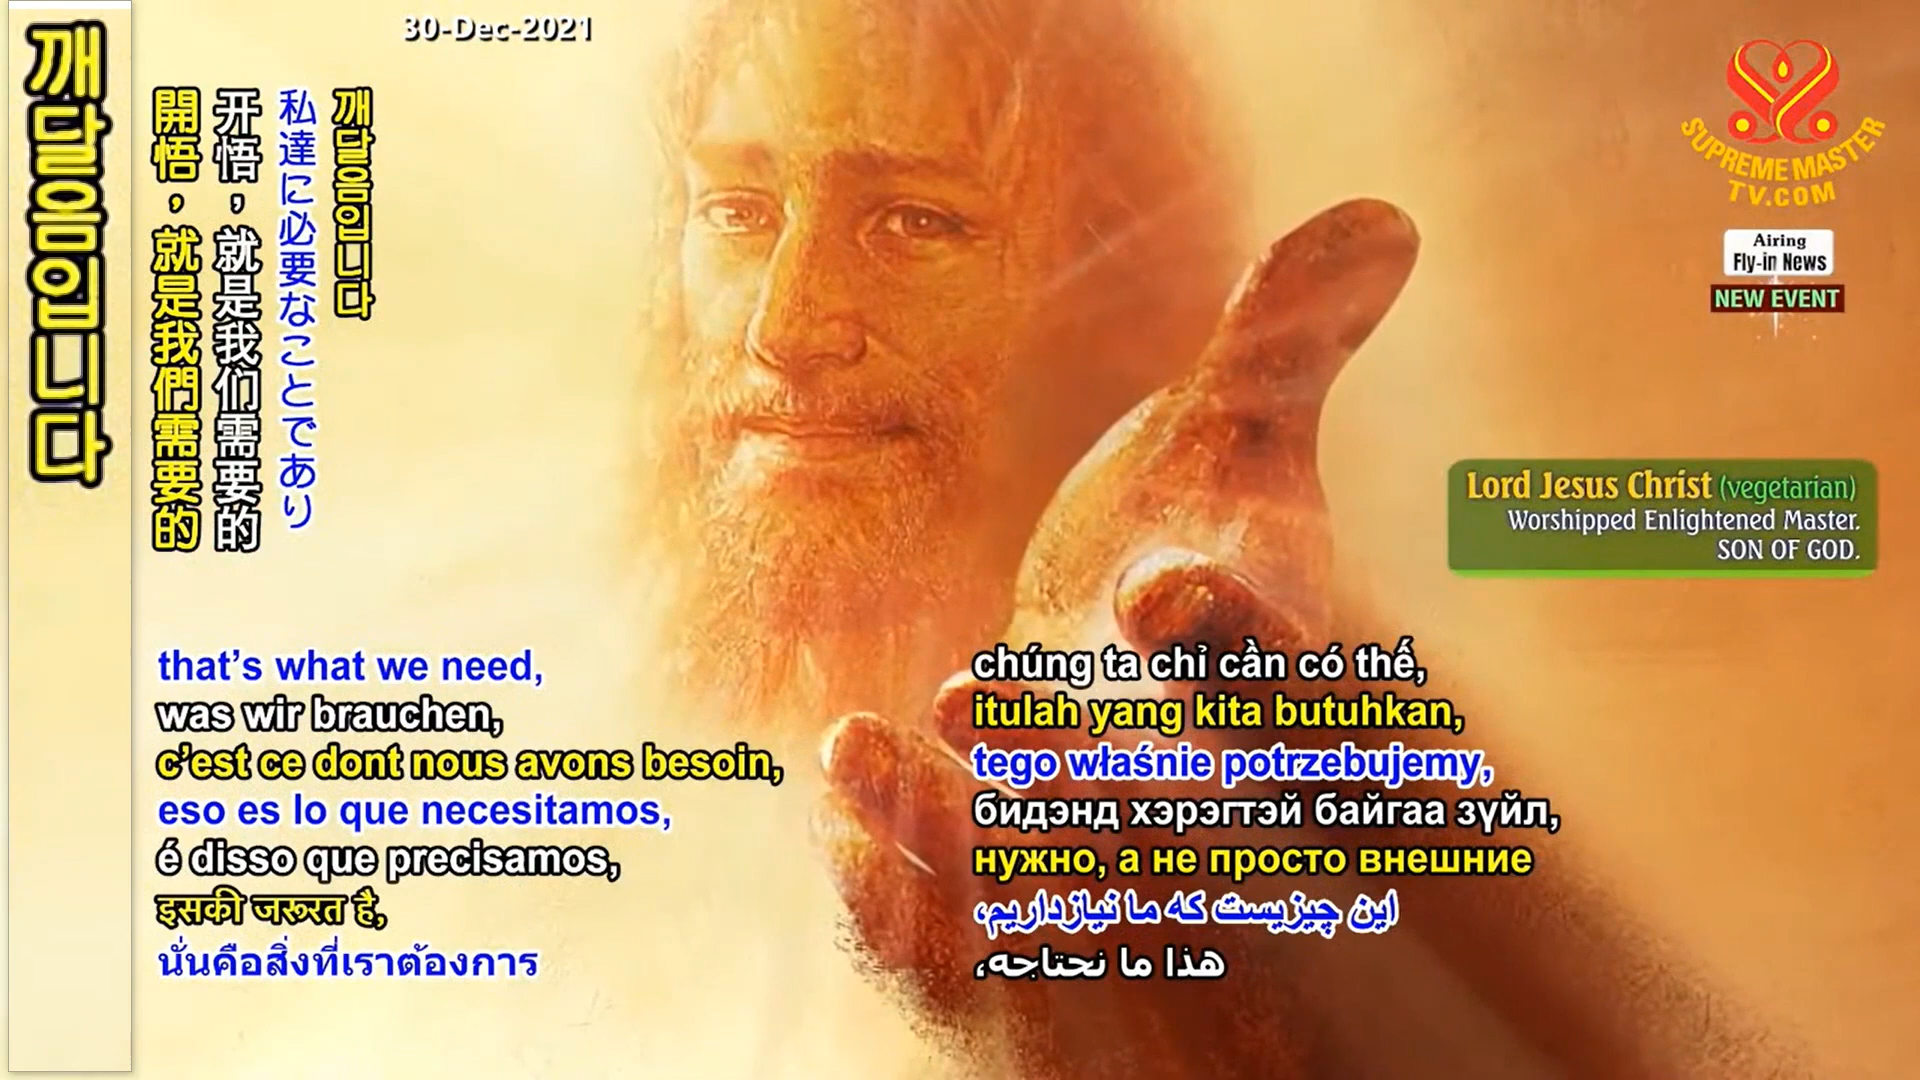 30-Dec-2021
깨달음입니다
開悟，就是我們需要的
开悟，就是我们需要的
私達に必要なことであり
깨달음입니다
SUPREME MASTER
TV.COM
Airing
Fly-in News
NEW EVENT
Lord Jesus Christ (vegetarian)
Worshipped Enlightened Master.
SON OF GOD.
that’s what we need,
was wir brauchen,
c’est ce dont nous avons besoin,
eso es lo que necesitamos,
é disso que precisamos,
इसकी जरूरत है,
นั่นคือสิ่งที่เราต้องการ
chúng ta chỉ cần có thế,
itulah yang kita butuhkan,
tego właśnie potrzebujemy,
бидэнд хэрэгтэй байгаа зүйл,
нужно, а не просто внешние
این چیزیست که ما نیازداریم،
هذا ما نحتاجه،